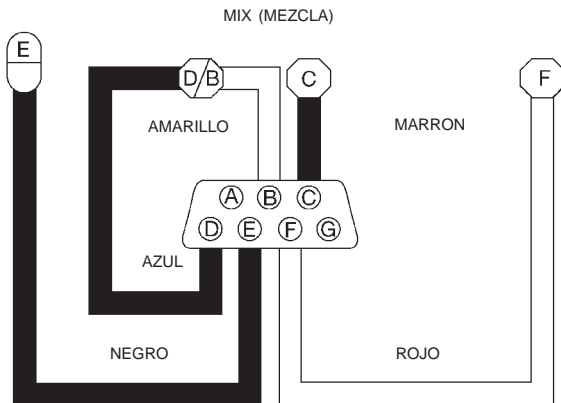 MIX (MEZCLA)
E
D/B
C
F
AMARILLO
MARRON
A B C
D E F G
AZUL
NEGRO
ROJO